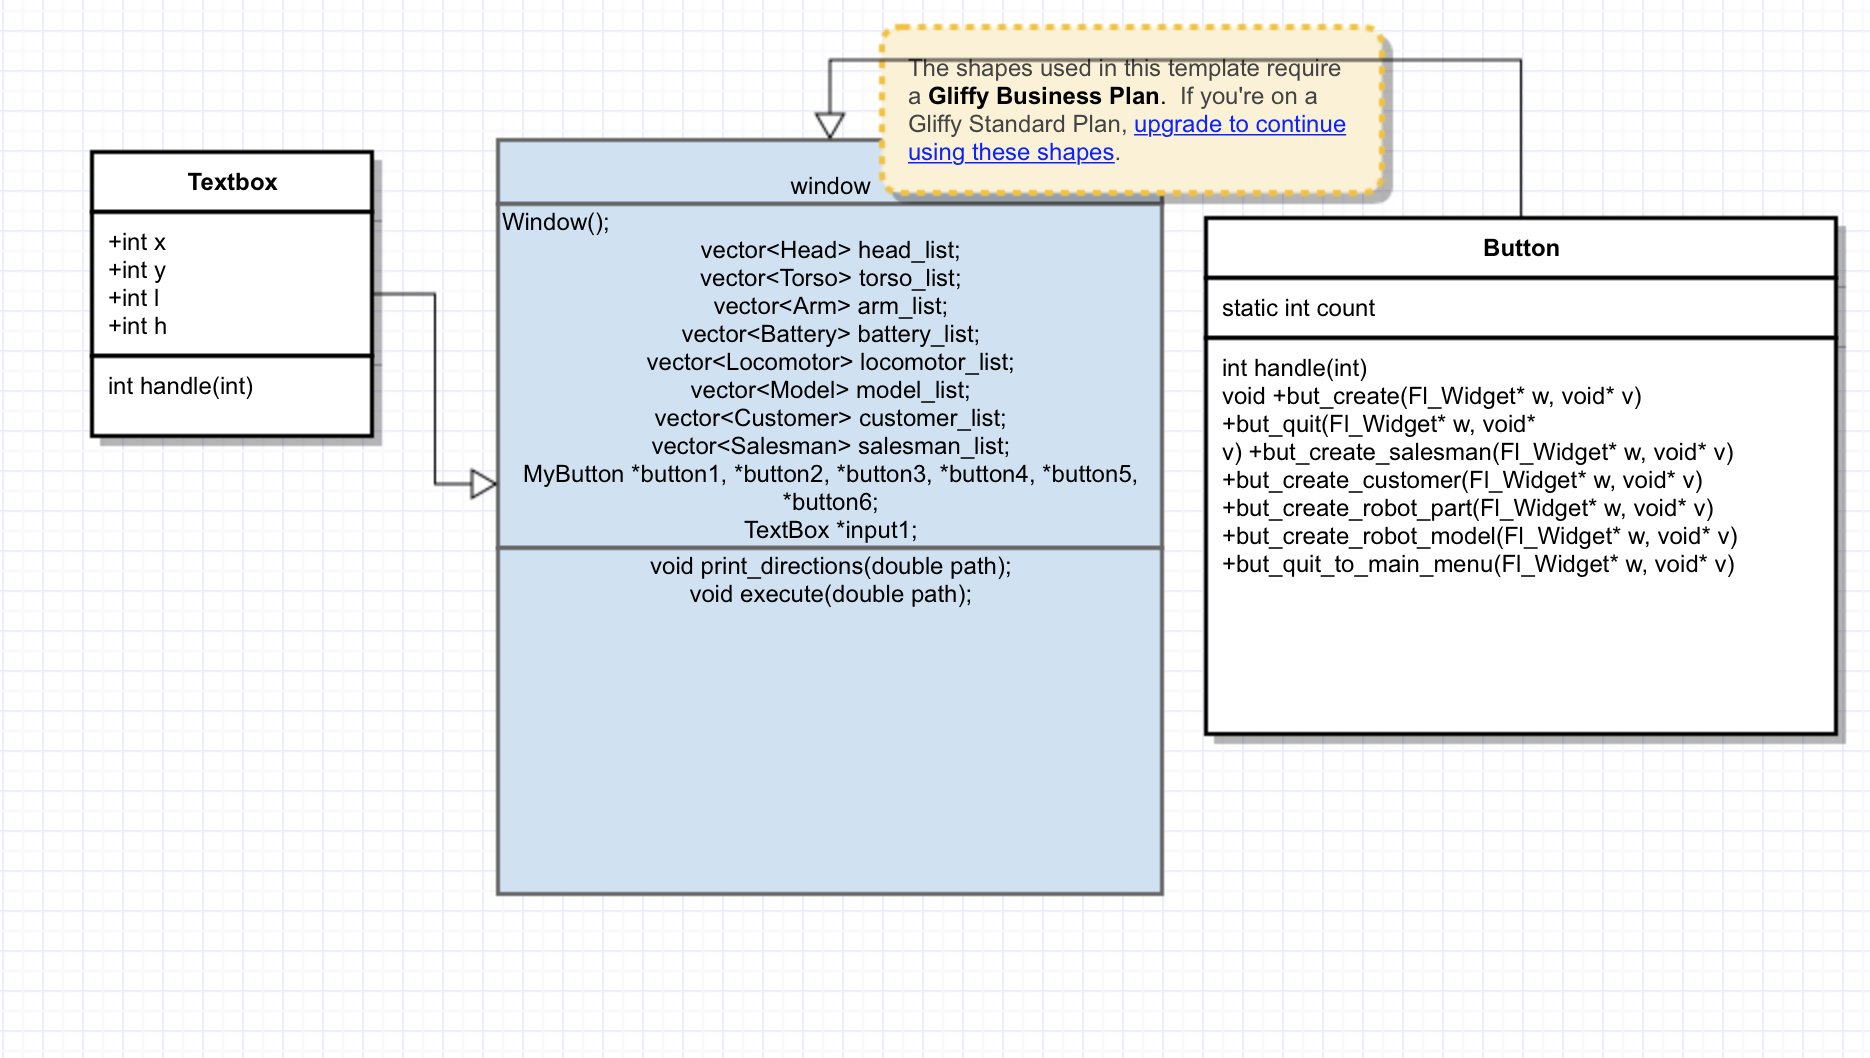 The shapes used in this template require
a Gliffy Business Plan.  If you're on a
Gliffy Standard Plan, upgrade to continue
using these shapes.
Textbox
+int x
+int y
+int l
+int h
int handle(int)
window
Window();
vector<Head> head_list;
vector<Torso> torso_list;
vector<Arm> arm_list;
vector<Battery> battery_list;
vector<Locomotor> locomotor_list;
vector<Model> model_list;
vector<Customer> customer_list;
vector<Salesman> salesman_list;
MyButton *button1, *button2, *button3, *button4, *button5,
*button6;
TextBox *input1;
void print_directions(double path);
void execute(double path);
Button
static int count
int handle(int)
void +but_create(Fl_Widget* w, void* v)
+but_quit(Fl_Widget* w, void*
v) +but_create_salesman(Fl_Widget* w, void* v)
+but_create_customer(Fl_Widget* w, void* v)
+but_create_robot_part(Fl_Widget* w, void* v)
+but_create_robot_model(Fl_Widget* w, void* v)
+but_quit_to_main_menu(Fl_Widget* w, void* v)